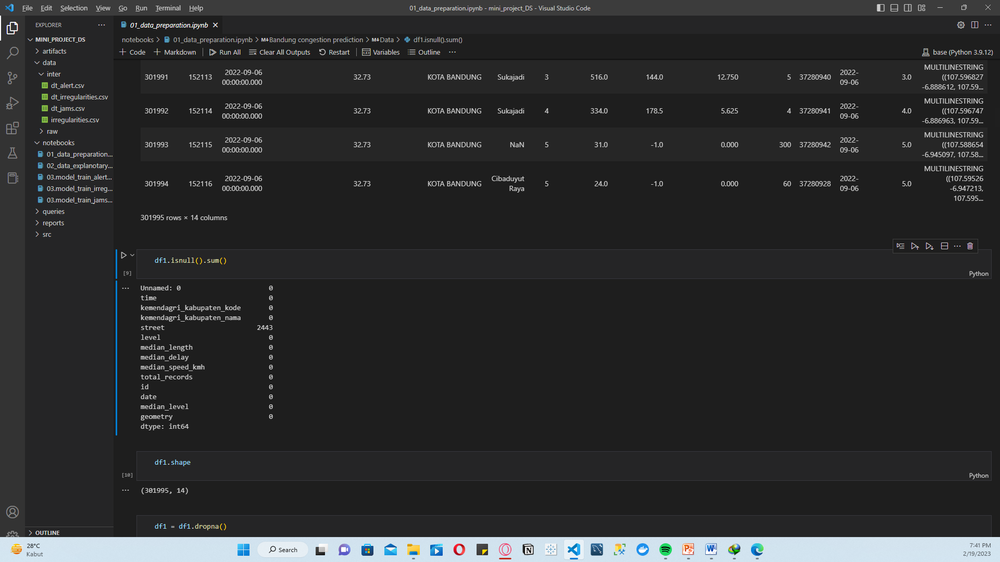 File Edit Selection View Go Run Terminal Help
01_data_preparation.ipynb - mini_project_DS - Visual Studio Code
EXPLORER
MINI_PROJECT_DS
artifacts
data
inter
dt_alert.csv
dt_irregularities.csv
dt_jams.csv
irregularities.csv
raw
notebooks
01_data_preparation...
02_data_explanotary...
03.model_train_alert...
03.model_train_irreg...
03.model_train_jams...
queries
reports
src
OUTLINE
01_data_preparation.ipynb
notebooks > 01_data_preparation.ipynb > M↓Bandung congestion prediction > M↓Data > df1.isnull().sum()
+ Code + Markdown Run All Clear All Outputs Restart Variables Outline ...
base (Python 3.9.12)
301991 152113 2022-09-06 00:00:00.000 32.73 KOTA BANDUNG Sukajadi 3 516.0 144.0 12.750 5 37280940 2022-09-06 3.0 MULTILINESTRING ((107.596827 -6.888612, 107.59...
301992 152114 2022-09-06 00:00:00.000 32.73 KOTA BANDUNG Sukajadi 4 334.0 178.5 5.625 4 37280941 2022-09-06 4.0 MULTILINESTRING ((107.596747 -6.886963, 107.59...
301993 152115 2022-09-06 00:00:00.000 32.73 KOTA BANDUNG NaN 5 31.0 -1.0 0.000 300 37280942 2022-09-06 5.0 MULTILINESTRING ((107.588654 -6.945097, 107.58...
301994 152116 2022-09-06 00:00:00.000 32.73 KOTA BANDUNG Cibaduyut Raya 5 24.0 -1.0 0.000 60 37280928 2022-09-06 5.0 MULTILINESTRING ((107.59526 -6.947213, 107.595...
301995 rows × 14 columns
df1.isnull().sum()
[9]
Python
Unnamed: 0 0
time 0
kemendagri_kabupaten_kode 0
kemendagri_kabupaten_nama 0
street 2443
level 0
median_length 0
median_delay 0
median_speed_kmh 0
total_records 0
id 0
date 0
median_level 0
geometry 0
dtype: int64
df1.shape
[10]
Python
(301995, 14)
df1 = df1.dropna()
28°C
Kabut
Search
7:41 PM
2/19/2023